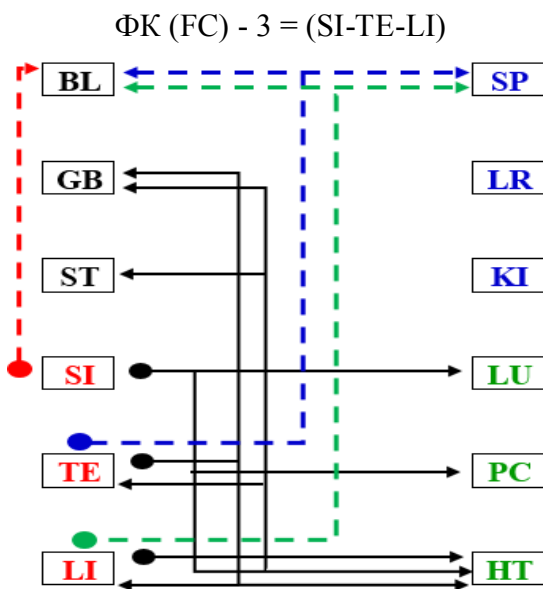 ФК (FC) - 3 = (SI-TE-LI)
BL SP
GB LR
ST KI
SI LU
TE PC
LI HT